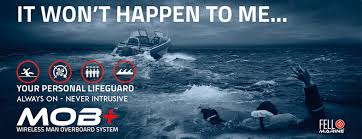 IT WON'T HAPPEN TO ME...
YOUR PERSONAL LIFEGUARD
ALWAYS ON - NEVER INTRUSIVE
MOB+
WIRELESS MAN OVERBOARD SYSTEM
FELL
MARINE